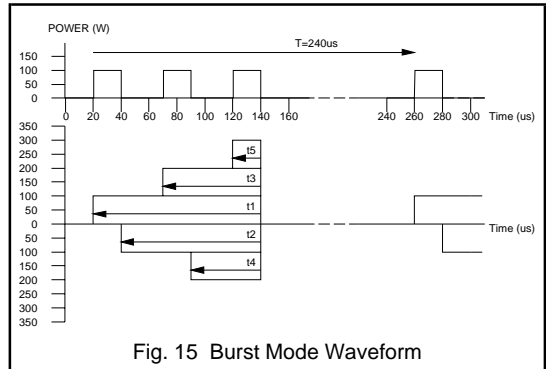 POWER (W)
T=240us
150
100
50
0
0 20 40 60 80 100 120 140 160 240 260 280 300 Time (us)
350
300
250
200
150
100
50
0
50
100
150
200
250
300
350
t5
t3
t1
Time (us)
t2
t4
Fig. 15 Burst Mode Waveform